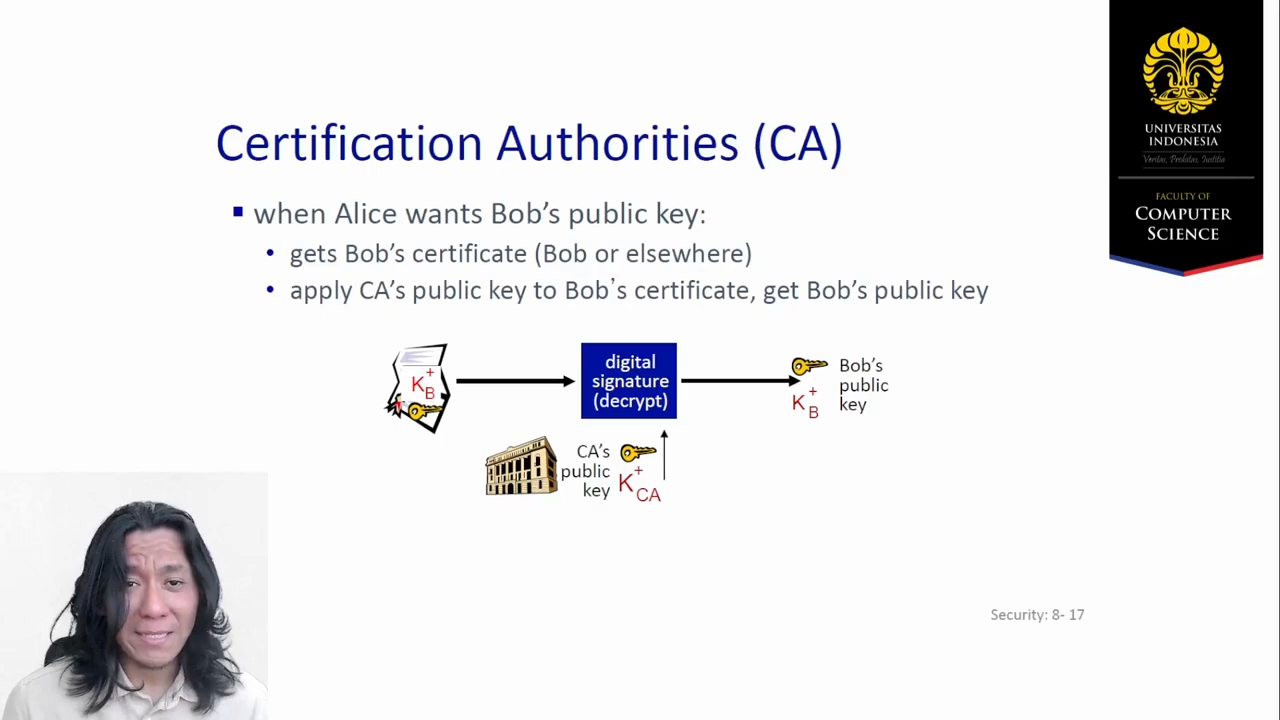 Certification Authorities (CA)
when Alice wants Bob’s public key:
gets Bob’s certificate (Bob or elsewhere)
apply CA’s public key to Bob’s certificate, get Bob’s public key
K B +
digital
signature
(decrypt)
K B +
Bob’s
public
key
CA’s
public
key
K CA +
Security: 8- 17
UNIVERSITAS
INDONESIA
Veritas, Probitas, Iustitia
FACULTY OF
COMPUTER
SCIENCE